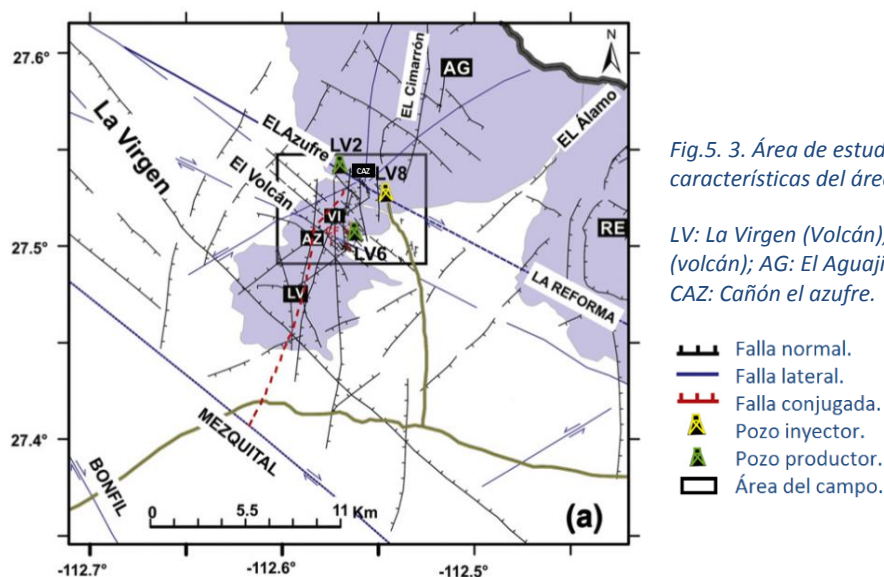 27.6°
27.5°
27.4°
-112.7°
-112.6°
-112.5°
N
La Virgen
EL Azufre
El Volcán
El Cimarrón
AG
EL Álamo
LV2
CAZ
LV8
VI
AZ
LV6
LV
RE
LA REFORMA
MEZQUITAL
BONFIL
0 5.5 11 Km
(a)
Fig.5. 3. Área de estud
características del área
LV: La Virgen (Volcán),
(volcán); AG: El Aguaji
CAZ: Cañón el azufre.
Falla normal.
Falla lateral.
Falla conjugada.
Pozo inyector.
Pozo productor.
Área del campo.